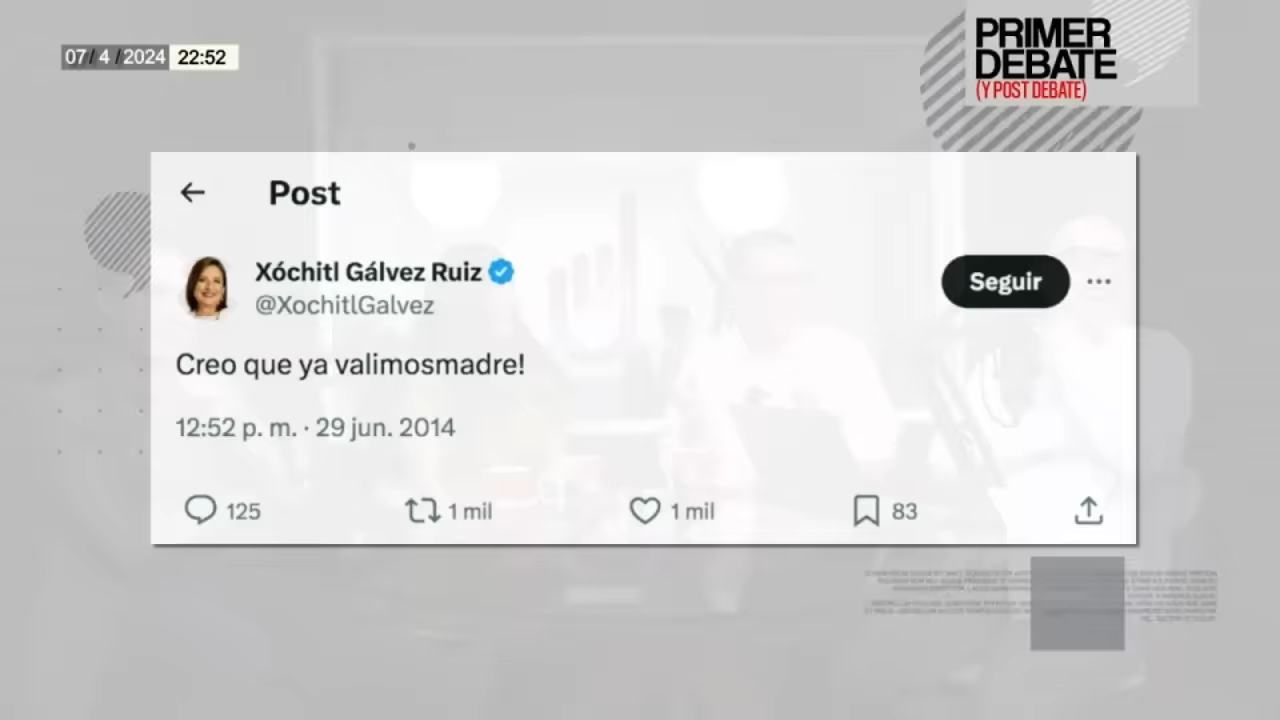 07/ 4 /2024 22:52
PRIMER
DEBATE
(Y POST DEBATE)
Post
Xóchitl Gálvez Ruiz
@XochitlGalvez
Seguir
Creo que ya valimosmadre!
12:52 p. m. · 29 jun. 2014
125 1 mil 1 mil 83